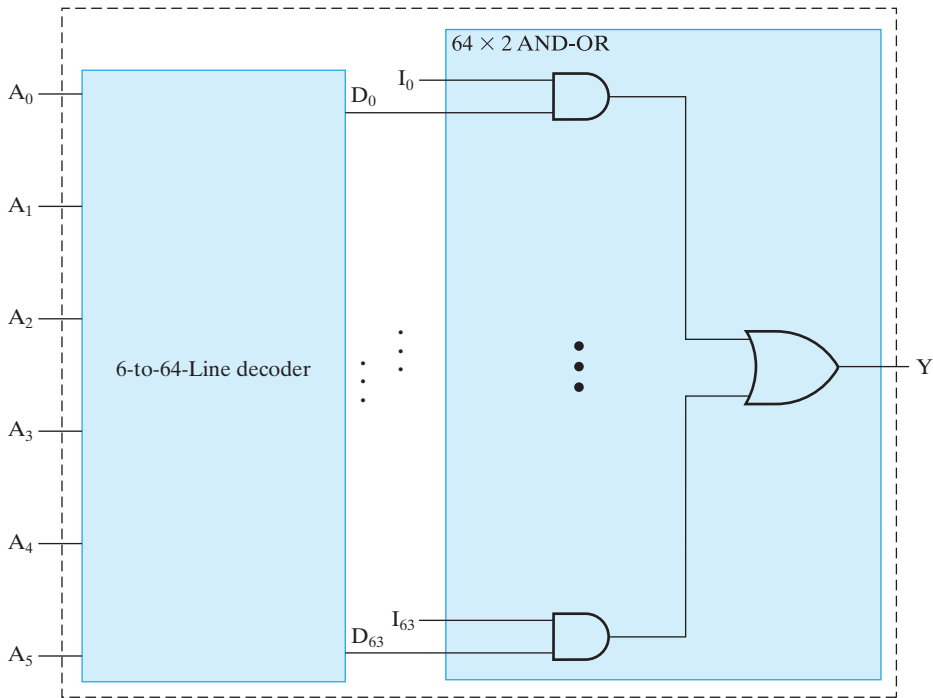 64 × 2 AND-OR
A₀
D₀
I₀
A₁
A₂
6-to-64-Line decoder
Y
A₃
A₄
I₆₃
D₆₃
A₅